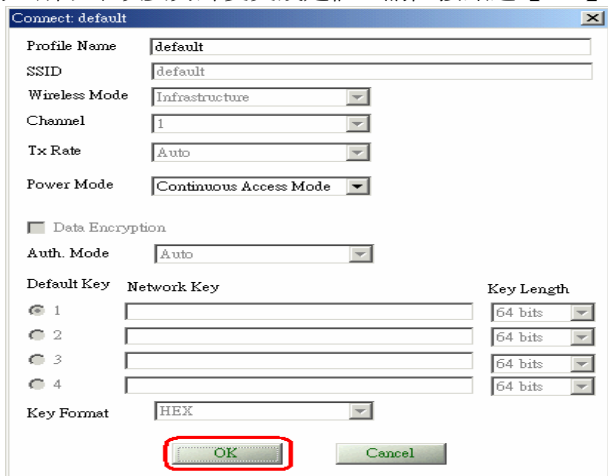 Connect: default
Profile Name default
SSID default
Wireless Mode Infrastructure
Channel 1
Tx Rate Auto
Power Mode Continuous Access Mode
Data Encryption
Auth. Mode Auto
Default Key Network Key Key Length
1 64 bits
2 64 bits
3 64 bits
4 64 bits
Key Format HEX
OK Cancel